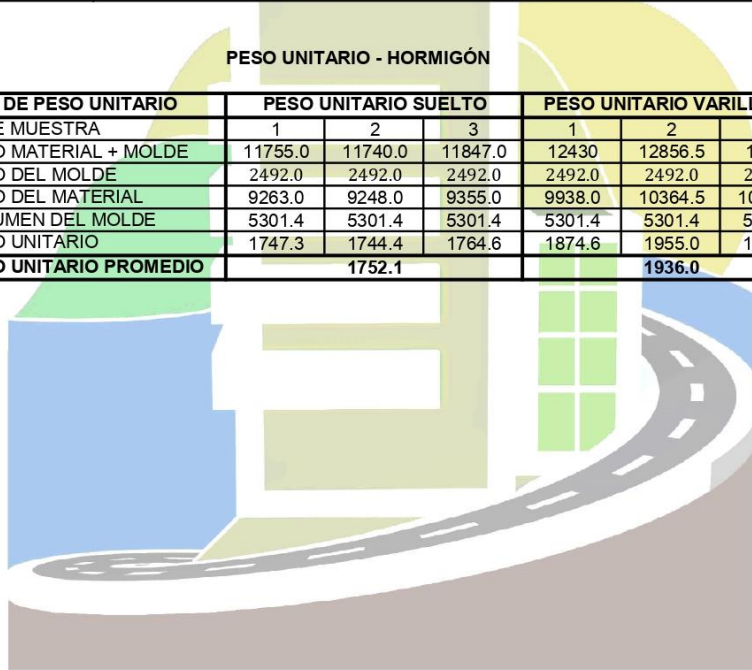 PESO UNITARIO - HORMIGÓN
DE PESO UNITARIO PESO UNITARIO SUELTO PESO UNITARIO
MUESTRA 1 2 3 1 2
MATERIAL + MOLDE 11755.0 11740.0 11847.0 12430 12856.5
DEL MOLDE 2492.0 2492.0 2492.0 2492.0 2492.0
DEL MATERIAL 9263.0 9248.0 9355.0 9938.0 10364.5
DEL MOLDE 5301.4 5301.4 5301.4 5301.4 5301.4
UNITARIO 1747.3 1744.4 1764.6 1874.6 1955.0
UNITARIO PROMEDIO 1752.1 1936.0